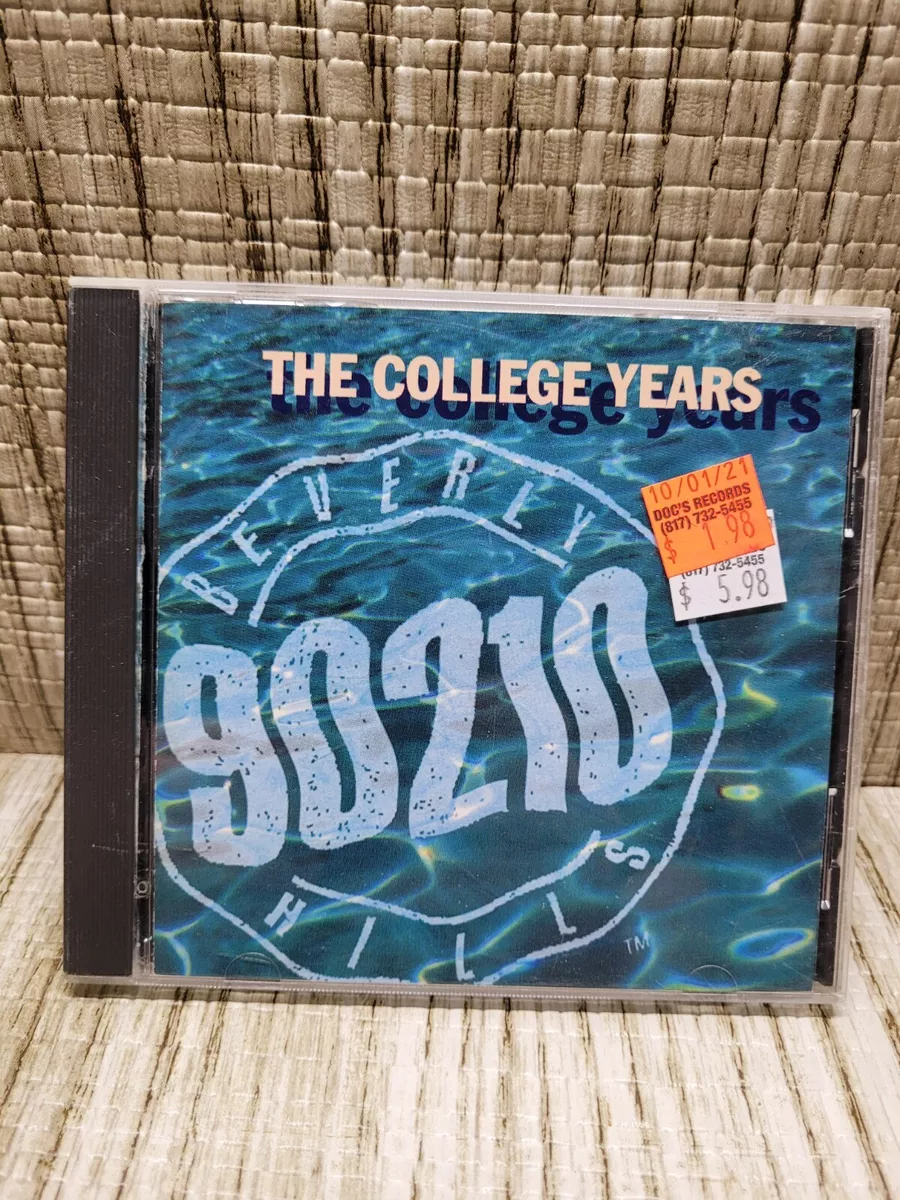 THE COLLEGE YEARS
the college years
BEVERLY
90210
HILLS
TM
10/01/21
DOC'S RECORDS
(817) 732-5455
$ 1.98
(817) 732-5455
$ 5.98